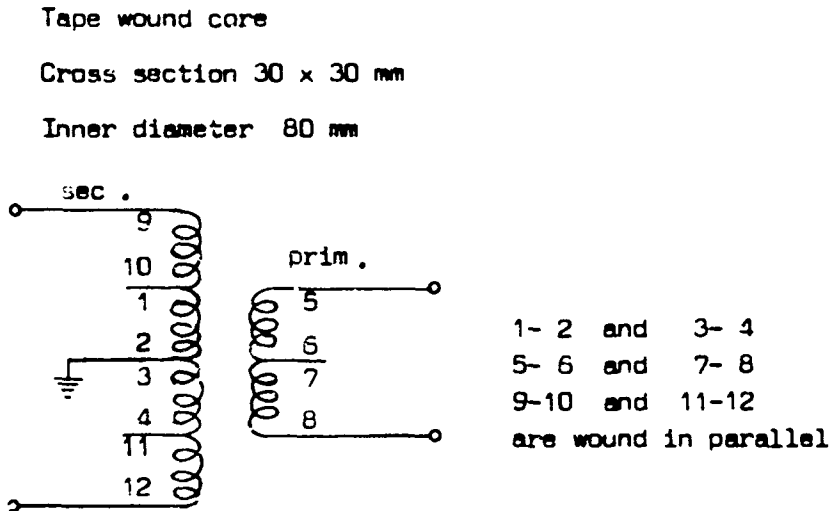 Tape wound core
Cross section 30 x 30 mm
Inner diameter 80 mm
sec.
9
10
1
2
3
4
11
12
prim.
5
6
7
8
1- 2 and 3- 4
5- 6 and 7- 8
9-10 and 11-12
are wound in parallel